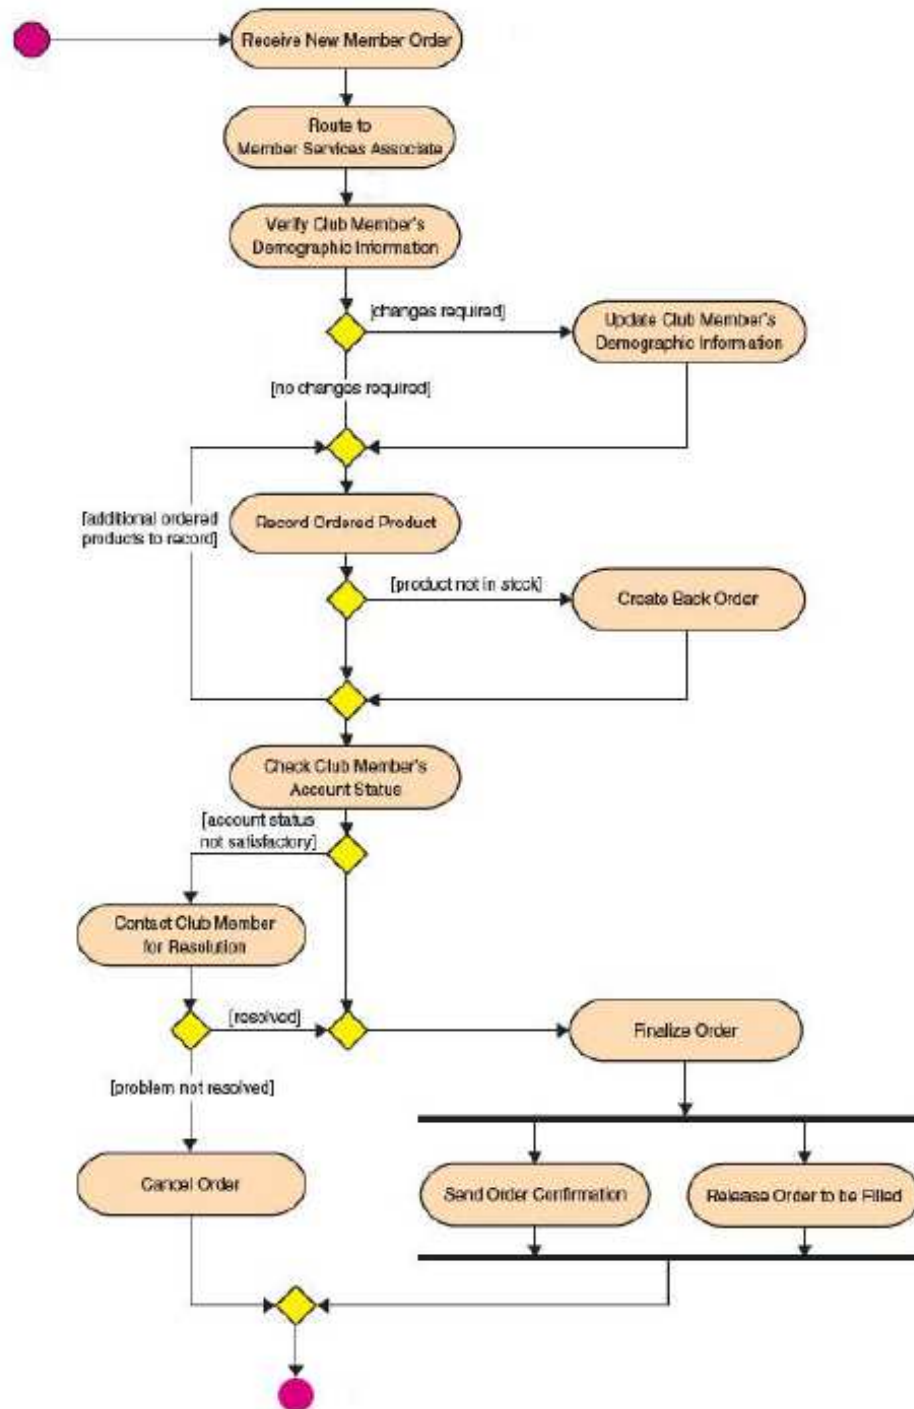 Receive New Member Order
Route to
Member Services Associate
Verify Club Member's
Demographic Information
[changes required]
Update Club Member's
Demographic Information
[no changes required]
[additional ordered
products to record]
Record Ordered Product
[product not in stock]
Create Back Order
Check Club Member's
Account Status
[account status
not satisfactory]
Contact Club Member
for Resolution
[resolved]
Finalize Order
[problem not resolved]
Cancel Order
Send Order Confirmation
Release Order to be Filled